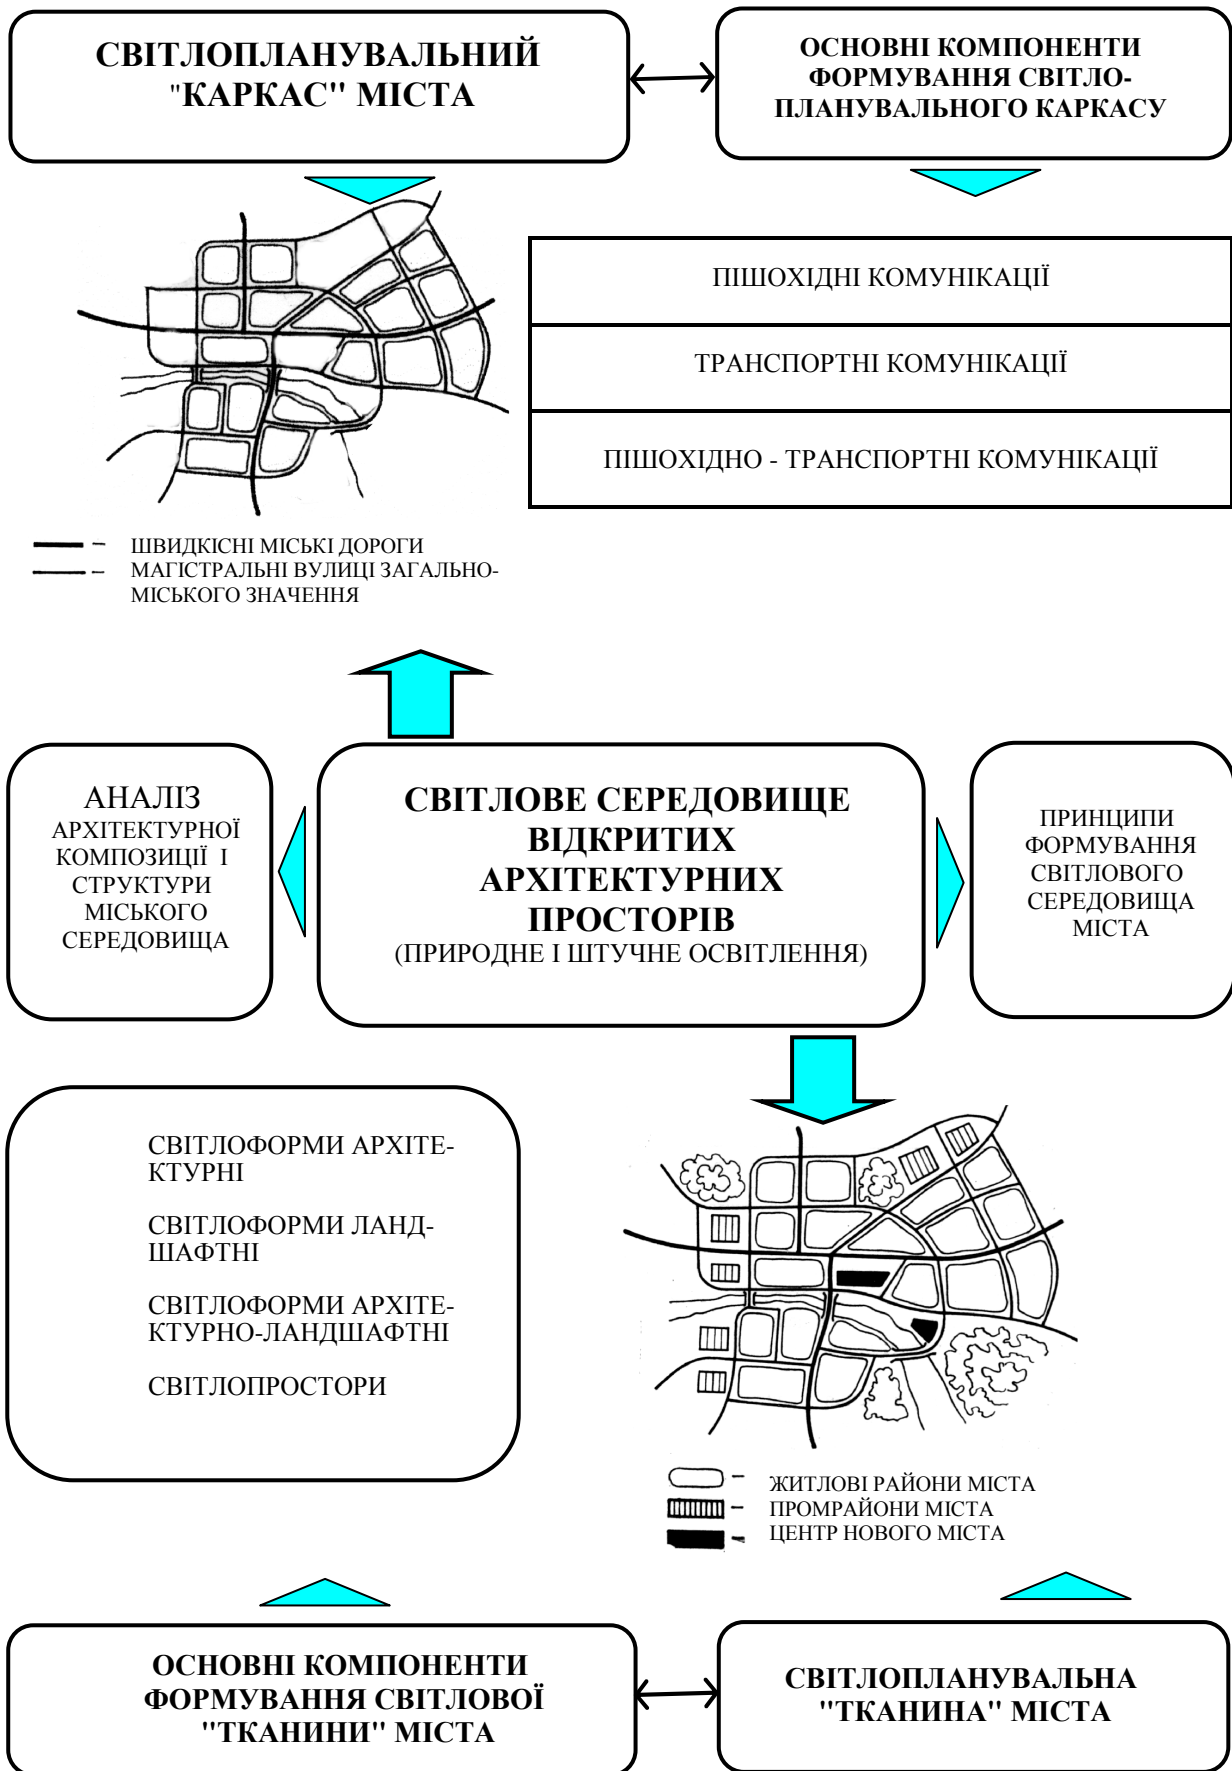 СВІТЛОПЛАНУВАЛЬНИЙ
"КАРКАС" МІСТА
ОСНОВНІ КОМПОНЕНТИ
ФОРМУВАННЯ СВІТЛО-
ПЛАНУВАЛЬНОГО КАРКАСУ
ПІШОХІДНІ КОМУНІКАЦІЇ
ТРАНСПОРТНІ КОМУНІКАЦІЇ
ПІШОХІДНО - ТРАНСПОРТНІ КОМУНІКАЦІЇ
– ШВИДКІСНІ МІСЬКІ ДОРОГИ
– МАГІСТРАЛЬНІ ВУЛИЦІ ЗАГАЛЬНО-
МІСЬКОГО ЗНАЧЕННЯ
АНАЛІЗ
АРХІТЕКТУРНОЇ
КОМПОЗИЦІЇ І
СТРУКТУРИ
МІСЬКОГО
СЕРЕДОВИЩА
СВІТЛОВЕ СЕРЕДОВИЩЕ
ВІДКРИТИХ
АРХІТЕКТУРНИХ
ПРОСТОРІВ
(ПРИРОДНЕ І ШТУЧНЕ ОСВІТЛЕННЯ)
ПРИНЦИПИ
ФОРМУВАННЯ
СВІТЛОВОГО
СЕРЕДОВИЩА
МІСТА
СВІТЛОФОРМИ АРХІТЕ-
КТУРНІ
СВІТЛОФОРМИ ЛАНД-
ШАФТНІ
СВІТЛОФОРМИ АРХІТЕ-
КТУРНО-ЛАНДШАФТНІ
СВІТЛОПРОСТОРИ
– ЖИТЛОВІ РАЙОНИ МІСТА
– ПРОМРАЙОНИ МІСТА
– ЦЕНТР НОВОГО МІСТА
ОСНОВНІ КОМПОНЕНТИ
ФОРМУВАННЯ СВІТЛОВОЇ
"ТКАНИНИ" МІСТА
СВІТЛОПЛАНУВАЛЬНА
"ТКАНИНА" МІСТА